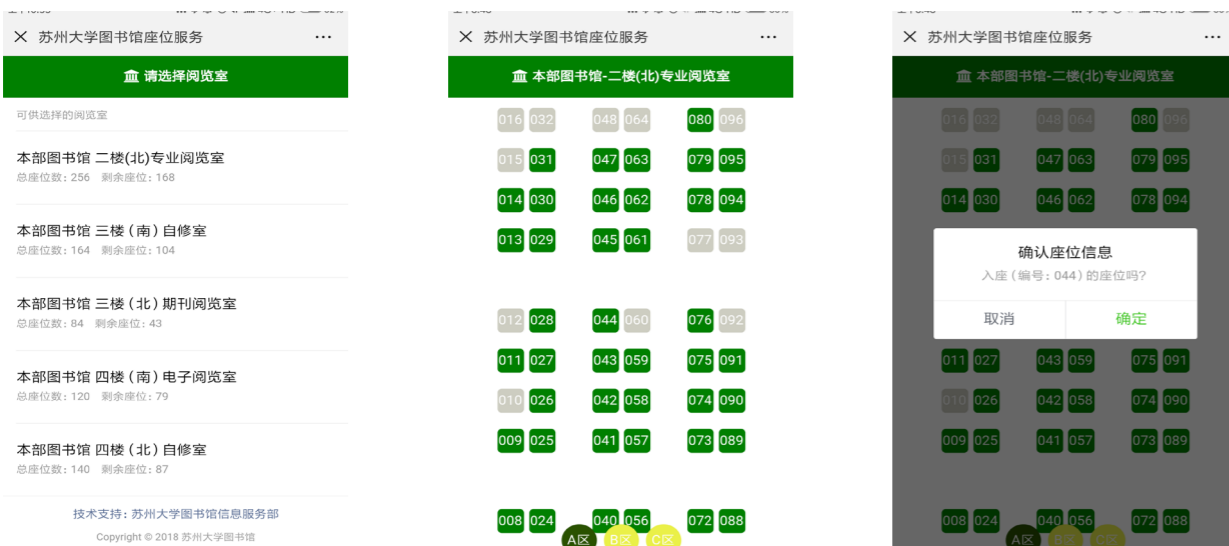 苏州大学图书馆座位服务
请选择阅览室
可供选择的阅览室
本部图书馆 二楼(北)专业阅览室
总座位数: 256 剩余座位: 168
本部图书馆 三楼 (南) 自修室
总座位数: 164 剩余座位: 104
本部图书馆 三楼 (北) 期刊阅览室
总座位数: 84 剩余座位: 43
本部图书馆 四楼 (南) 电子阅览室
总座位数: 120 剩余座位: 79
本部图书馆 四楼 (北) 自修室
总座位数: 140 剩余座位: 87
技术支持: 苏州大学图书馆信息服务部
Copyright © 2018 苏州大学图书馆
苏州大学图书馆座位服务
本部图书馆-二楼(北)专业阅览室
016 032 048 064 080 096
015 031 047 063 079 095
014 030 046 062 078 094
013 029 045 061 077 093
012 028 044 060 076 092
011 027 043 059 075 091
010 026 042 058 074 090
009 025 041 057 073 089
008 024 040 056 072 088
A区 B区 C区
苏州大学图书馆座位服务
本部图书馆-二楼(北)专业阅览室
016 032 048 064 080 096
015 031 047 063 079 095
014 030 046 062 078 094
确认座位信息
入座 (编号: 044) 的座位吗?
取消 确定
011 027 043 059 075 091
010 026 042 058 074 090
009 025 041 057 073 089
008 024 040 056 072 088
A区 B区 C区